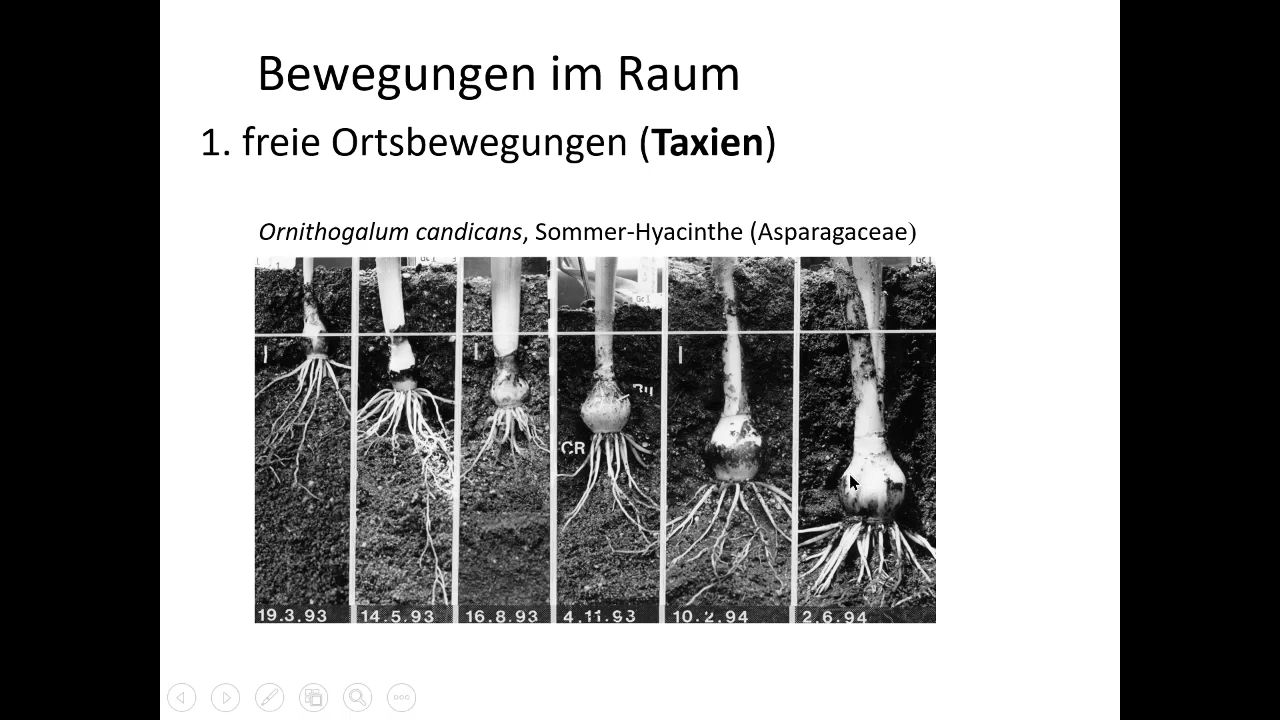 Bewegungen im Raum
1. freie Ortsbewegungen (Taxien)
Ornithogalum candicans, Sommer-Hyacinthe (Asparagaceae)
CR
19.3.93
14.5.93
16.8.93
4.11.93
10.2.94
2.6.94